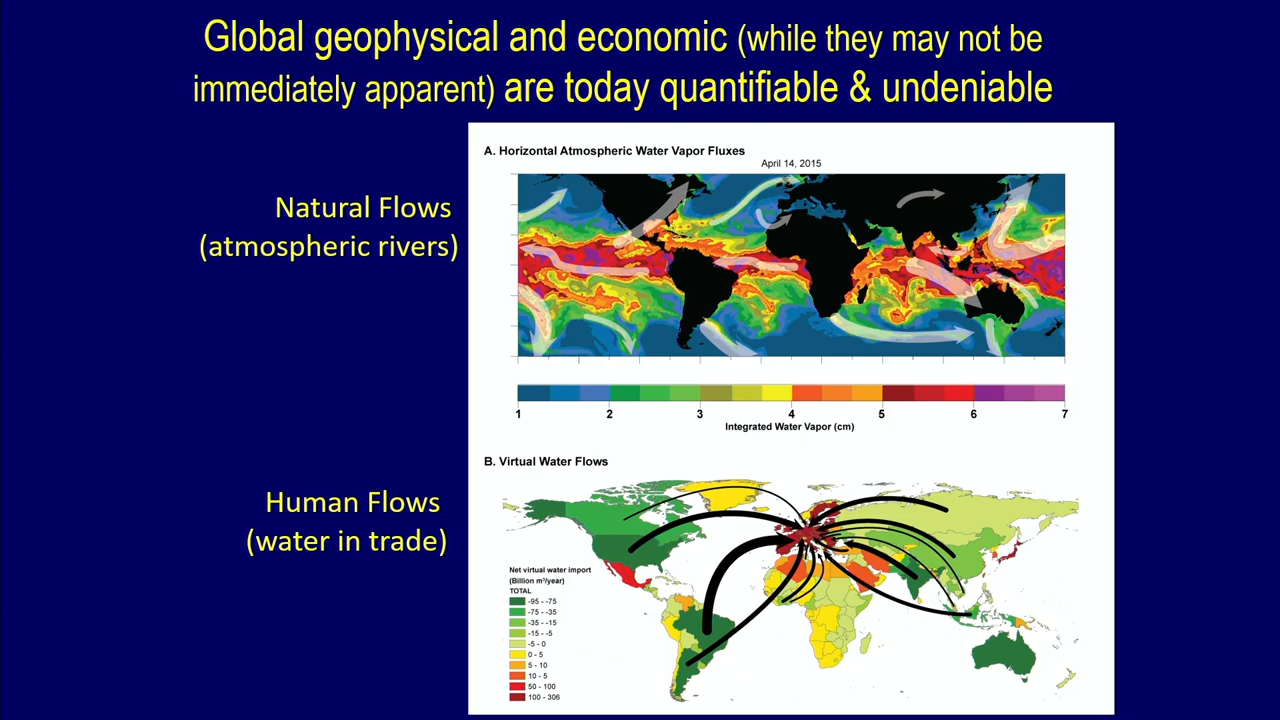 Global geophysical and economic (while they may not be
immediately apparent) are today quantifiable & undeniable
A. Horizontal Atmospheric Water Vapor Fluxes
April 14, 2015
Natural Flows
(atmospheric rivers)
1 2 3 4 5 6 7
Integrated Water Vapor (cm)
B. Virtual Water Flows
Human Flows
(water in trade)
Net virtual water import
(Billion m³/year)
TOTAL
-95 - -75
-75 - -35
-35 - -15
-15 - -5
-5 - 0
0 - 5
5 - 10
10 - 5
50 - 100
100 - 306